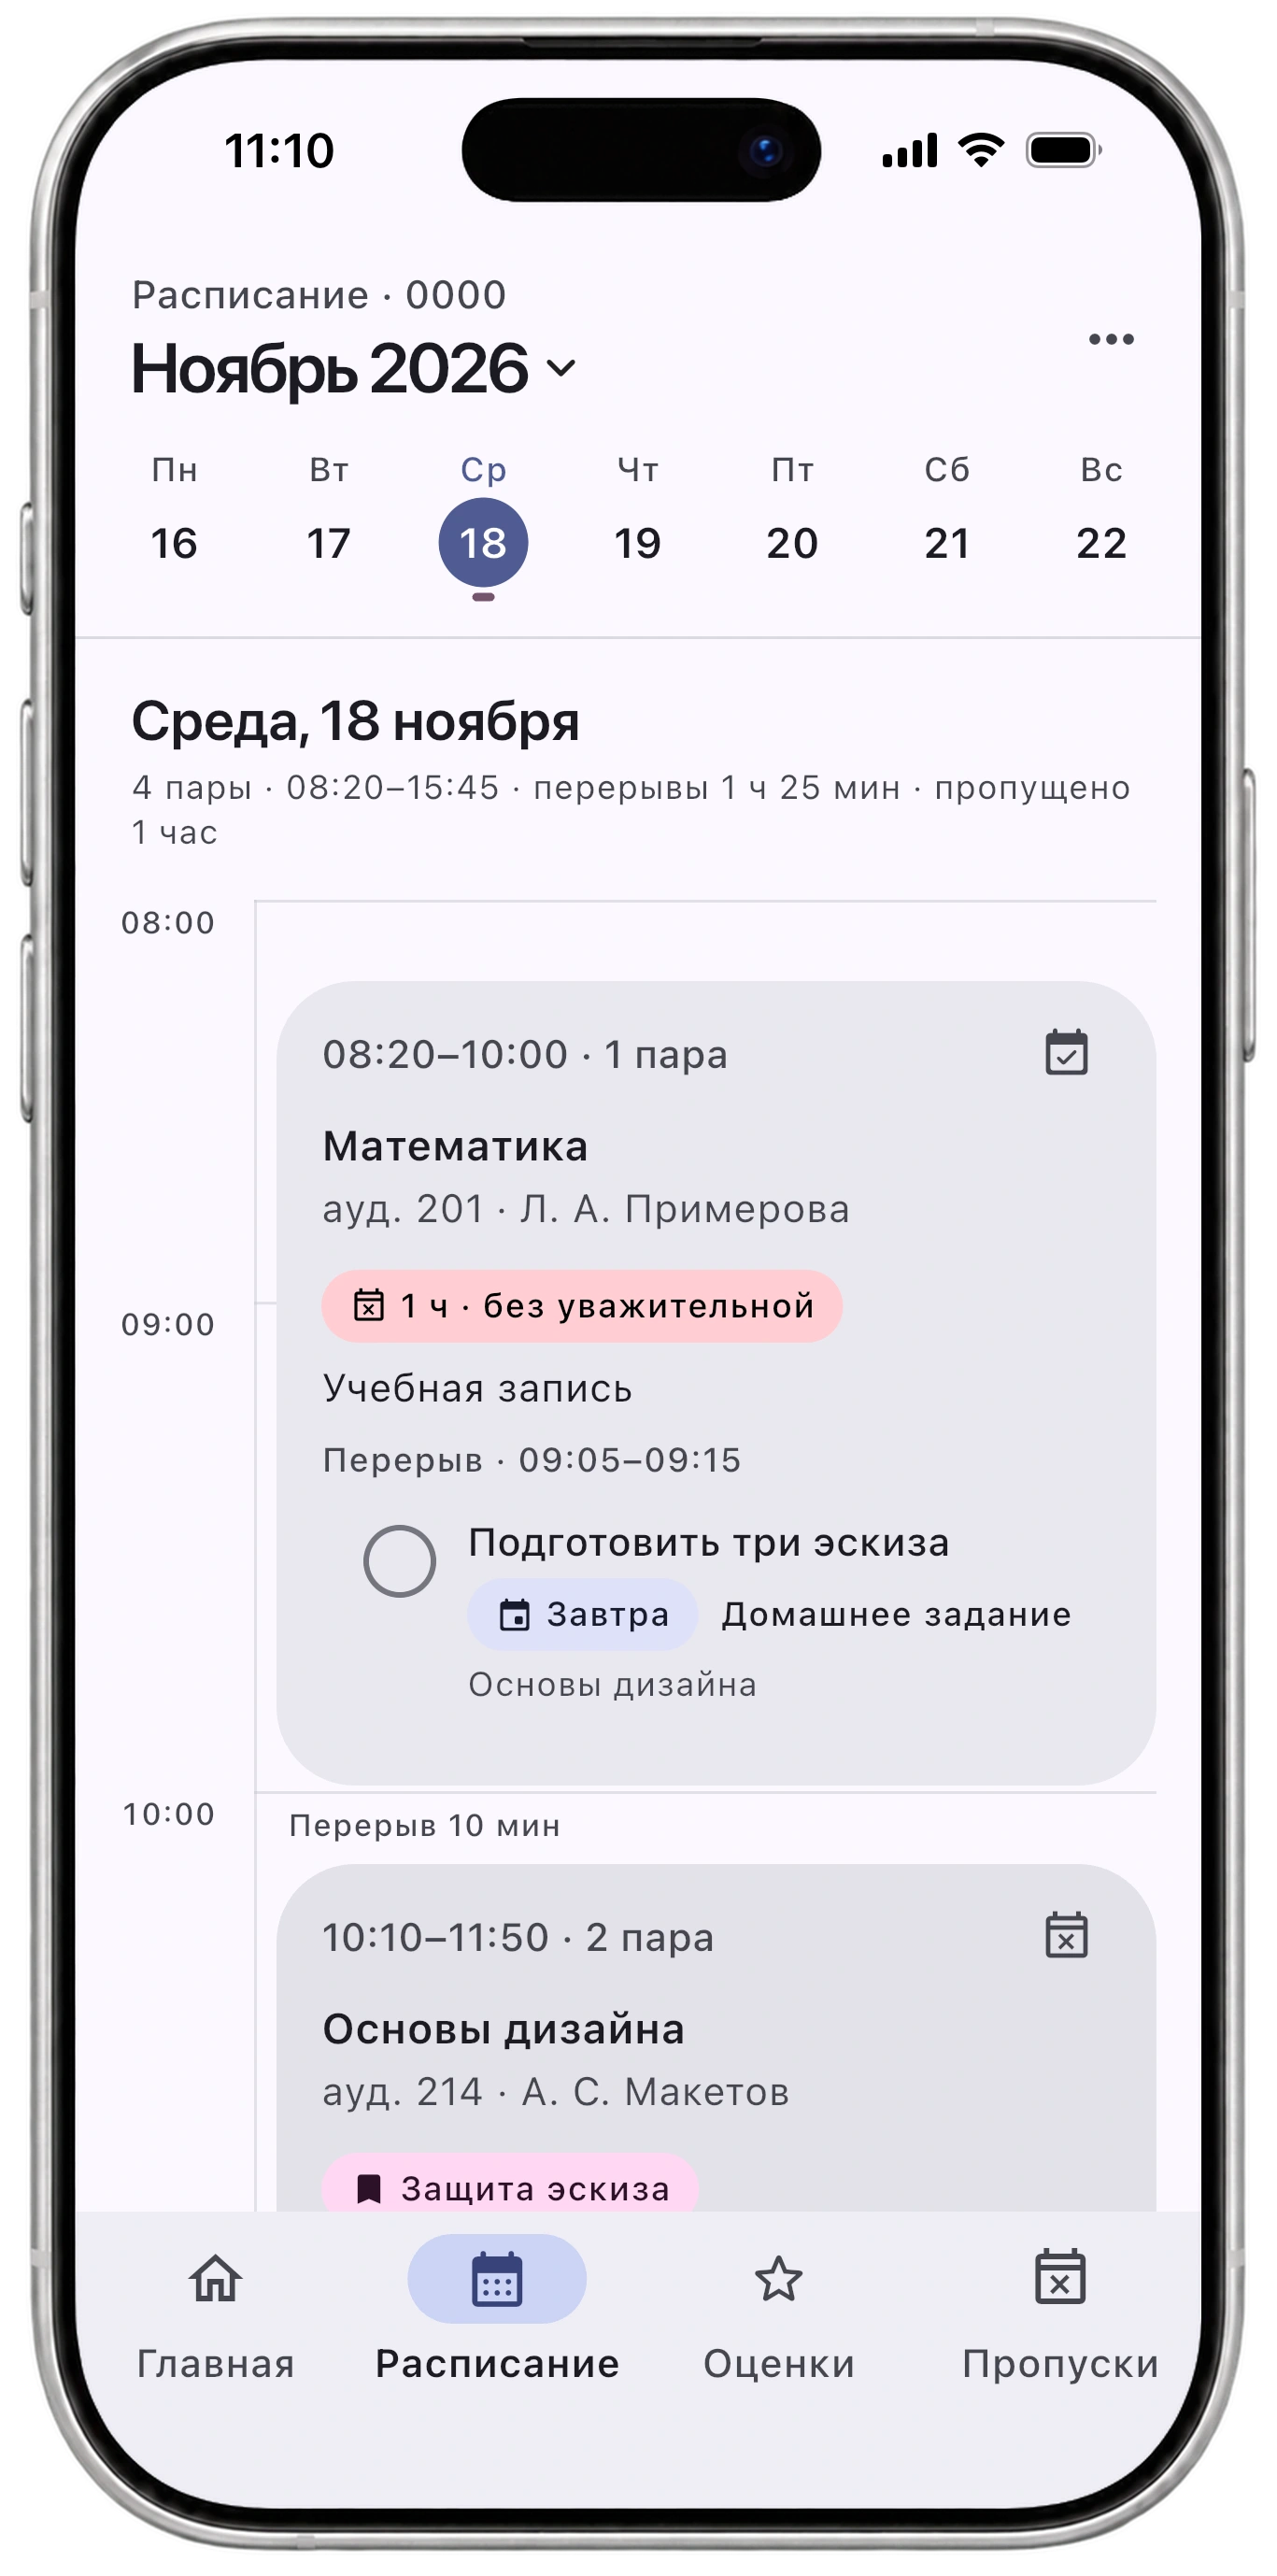 11:10
Расписание · 0000
Ноябрь 2026
Пн Вт Ср Чт Пт Сб Вс
16 17 18 19 20 21 22
Среда, 18 ноября
4 пары · 08:20–15:45 · перерывы 1 ч 25 мин · пропущено
1 час
08:00
08:20–10:00 · 1 пара
Математика
ауд. 201 · Л. А. Примерова
1 ч · без уважительной
09:00
Учебная запись
Перерыв · 09:05–09:15
Подготовить три эскиза
Завтра Домашнее задание
Основы дизайна
10:00
Перерыв 10 мин
10:10–11:50 · 2 пара
Основы дизайна
ауд. 214 · А. С. Макетов
Защита эскиза
Главная Расписание Оценки Пропуски